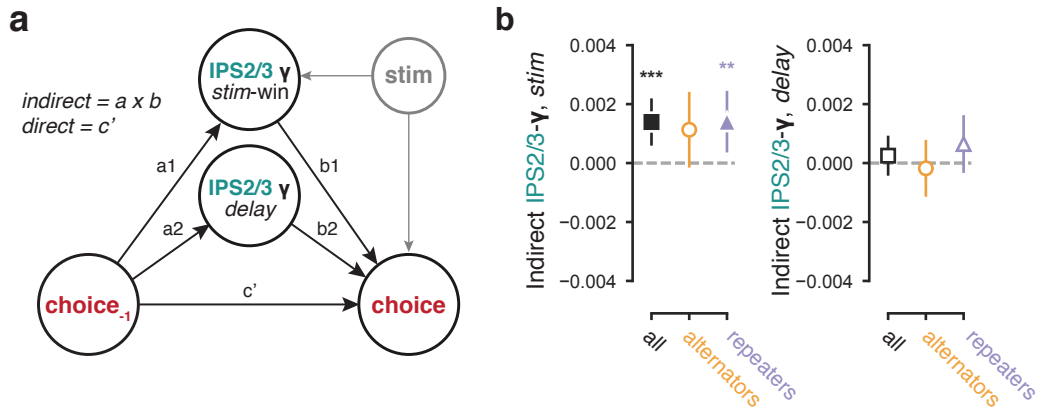 a
IPS2/3 γ
stim-win
stim
indirect = a x b
direct = c'
a1
b1
IPS2/3 γ
delay
a2
b2
choice-1
c'
choice
b
Indirect IPS2/3-γ, stim
0.004
0.002
0.000
−0.002
−0.004
***
**
all
alternators
repeaters
Indirect IPS2/3-γ, delay
0.004
0.002
0.000
−0.002
−0.004
all
alternators
repeaters